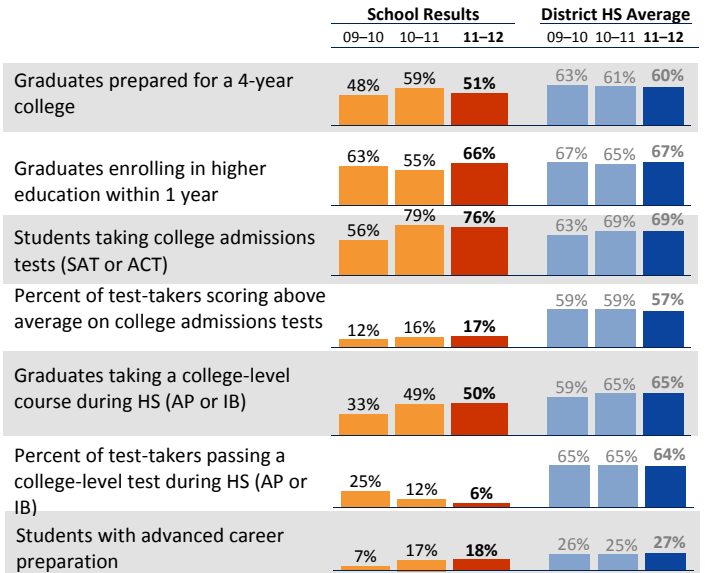 School Results District HS Average
09–10 10–11 11–12 09–10 10–11 11–12
Graduates prepared for a 4-year
college
48% 59% 51% 63% 61% 60%
Graduates enrolling in higher
education within 1 year
63% 55% 66% 67% 65% 67%
Students taking college admissions
tests (SAT or ACT)
56% 79% 76% 63% 69% 69%
Percent of test-takers scoring above
average on college admissions tests
12% 16% 17% 59% 59% 57%
Graduates taking a college-level
course during HS (AP or IB)
33% 49% 50% 59% 65% 65%
Percent of test-takers passing a
college-level test during HS (AP or
IB)
25% 12% 6% 65% 65% 64%
Students with advanced career
preparation
7% 17% 18% 26% 25% 27%